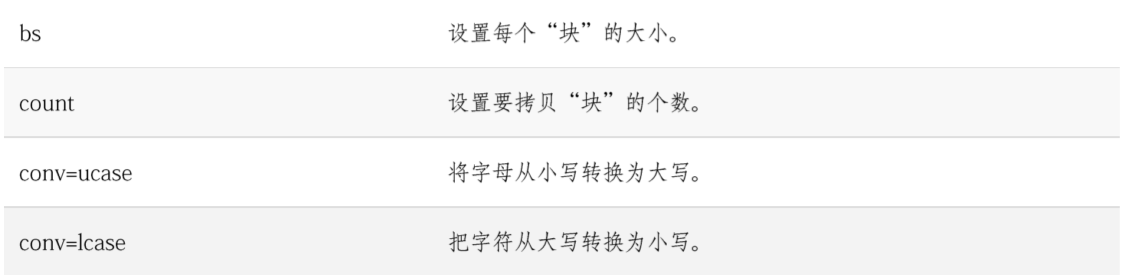 bs 设置每个“块”的大小。
count 设置要拷贝“块”的个数。
conv=ucase 将字母从小写转换为大写。
conv=lcase 把字符从大写转换为小写。